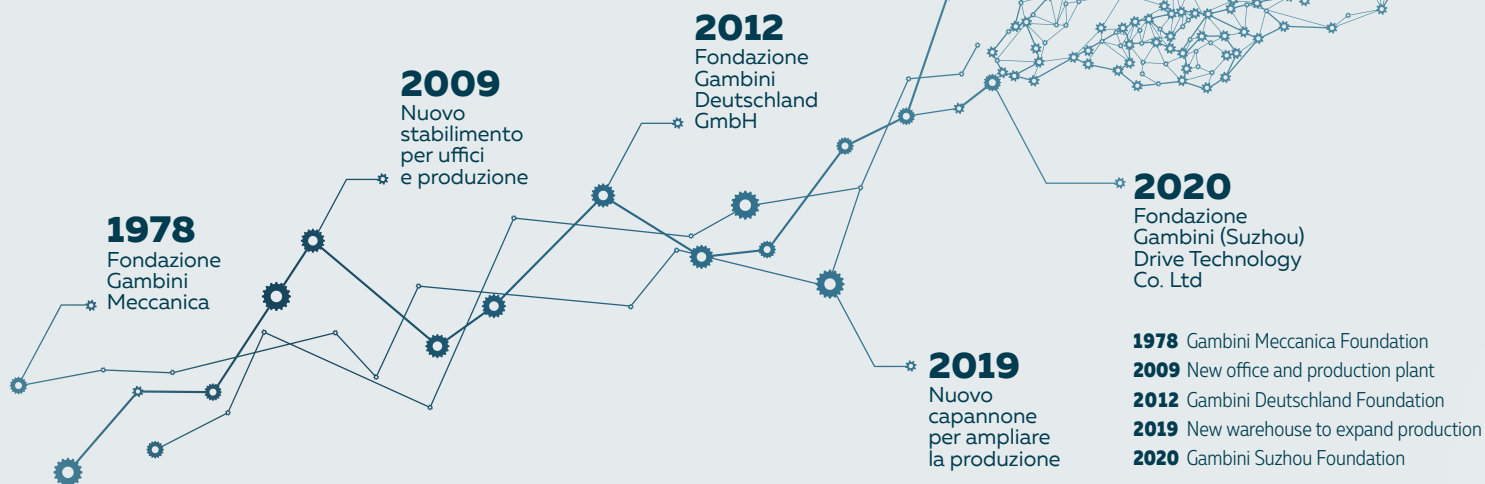 1978
Fondazione
Gambini
Meccanica
2009
Nuovo
stabilimento
per uffici
e produzione
2012
Fondazione
Gambini
Deutschland
GmbH
2019
Nuovo
capannone
per ampliare
la produzione
2020
Fondazione
Gambini (Suzhou)
Drive Technology
Co. Ltd
1978 Gambini Meccanica Foundation
2009 New office and production plant
2012 Gambini Deutschland Foundation
2019 New warehouse to expand production
2020 Gambini Suzhou Foundation